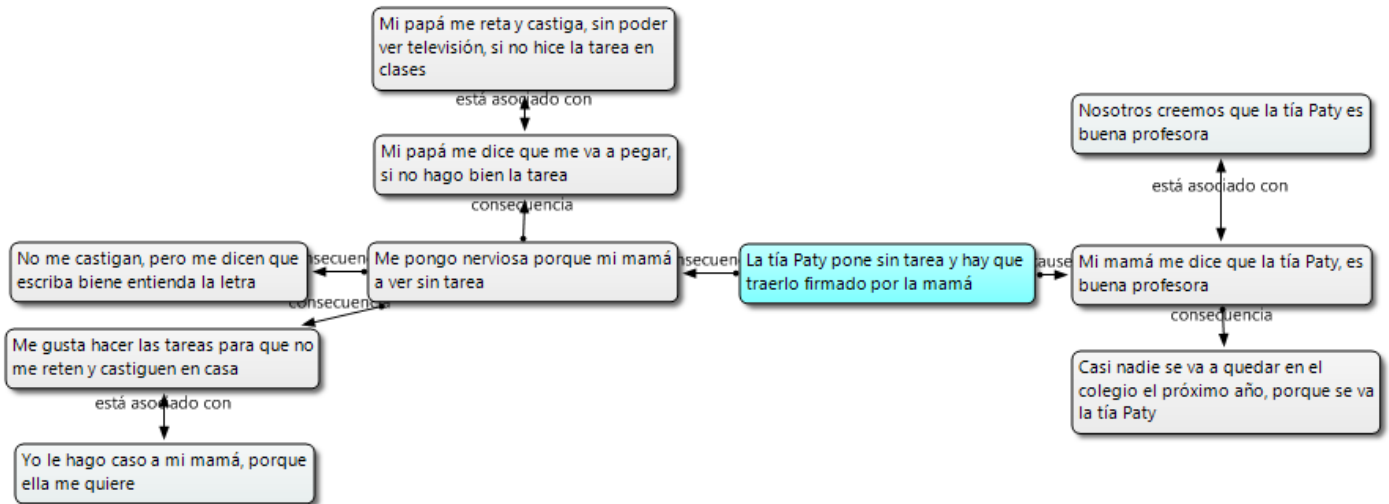 Mi papá me reta y castiga, sin poder
ver televisión, si no hice la tarea en
clases
está asociado con
Mi papá me dice que me va a pegar,
si no hago bien la tarea
consecuencia
Nosotros creemos que la tía Paty es
buena profesora
está asociado con
No me castigan, pero me dicen que
escriba biene entienda la letra
nsecuen
Me pongo nerviosa porque mi mamá
a ver sin tarea
nsecuen
La tía Paty pone sin tarea y hay que
traerlo firmado por la mamá
ause
Mi mamá me dice que la tía Paty, es
buena profesora
consecuencia
consecuencia
Me gusta hacer las tareas para que no
me reten y castiguen en casa
está asociado con
Yo le hago caso a mi mamá, porque
ella me quiere
Casi nadie se va a quedar en el
colegio el próximo año, porque se va
la tía Paty